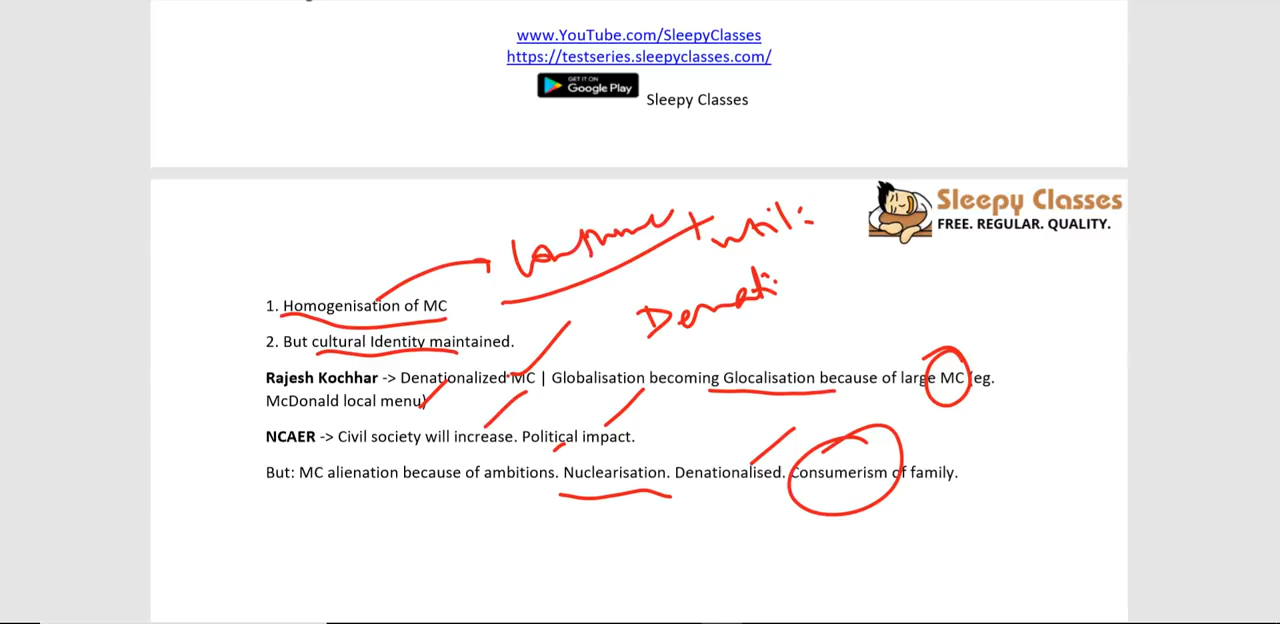 www.YouTube.com/SleepyClasses
https://testseries.sleepyclasses.com/
GET IT ON
Google Play
Sleepy Classes
Sleepy Classes
FREE. REGULAR. QUALITY.
1. Homogenisation of MC
2. But cultural Identity maintained.
Rajesh Kochhar -> Denationalized MC | Globalisation becoming Glocalisation because of large MC (eg.
McDonald local menu)
NCAER -> Civil society will increase. Political impact.
But: MC alienation because of ambitions. Nuclearisation. Denationalised. Consumerism of family.